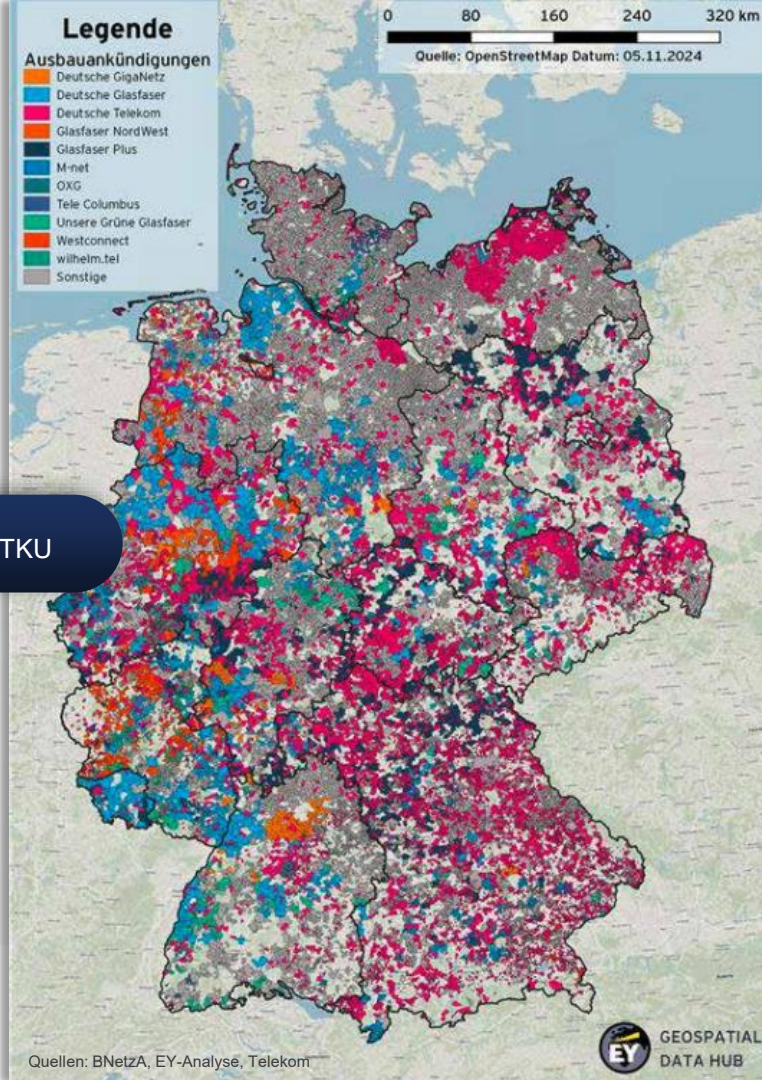 Legende
Ausbauankündigungen
Deutsche GigaNetz
Deutsche Glasfaser
Deutsche Telekom
Glasfaser NordWest
Glasfaser Plus
M-net
OXG
Tele Columbus
Unsere Grüne Glasfaser
Westconnect
wilhelm.tel
Sonstige
0 80 160 240 320 km
Quelle: OpenStreetMap Datum: 05.11.2024
TKU
Quellen: BNetzA, EY-Analyse, Telekom
EY
GEOSPATIAL
DATA HUB